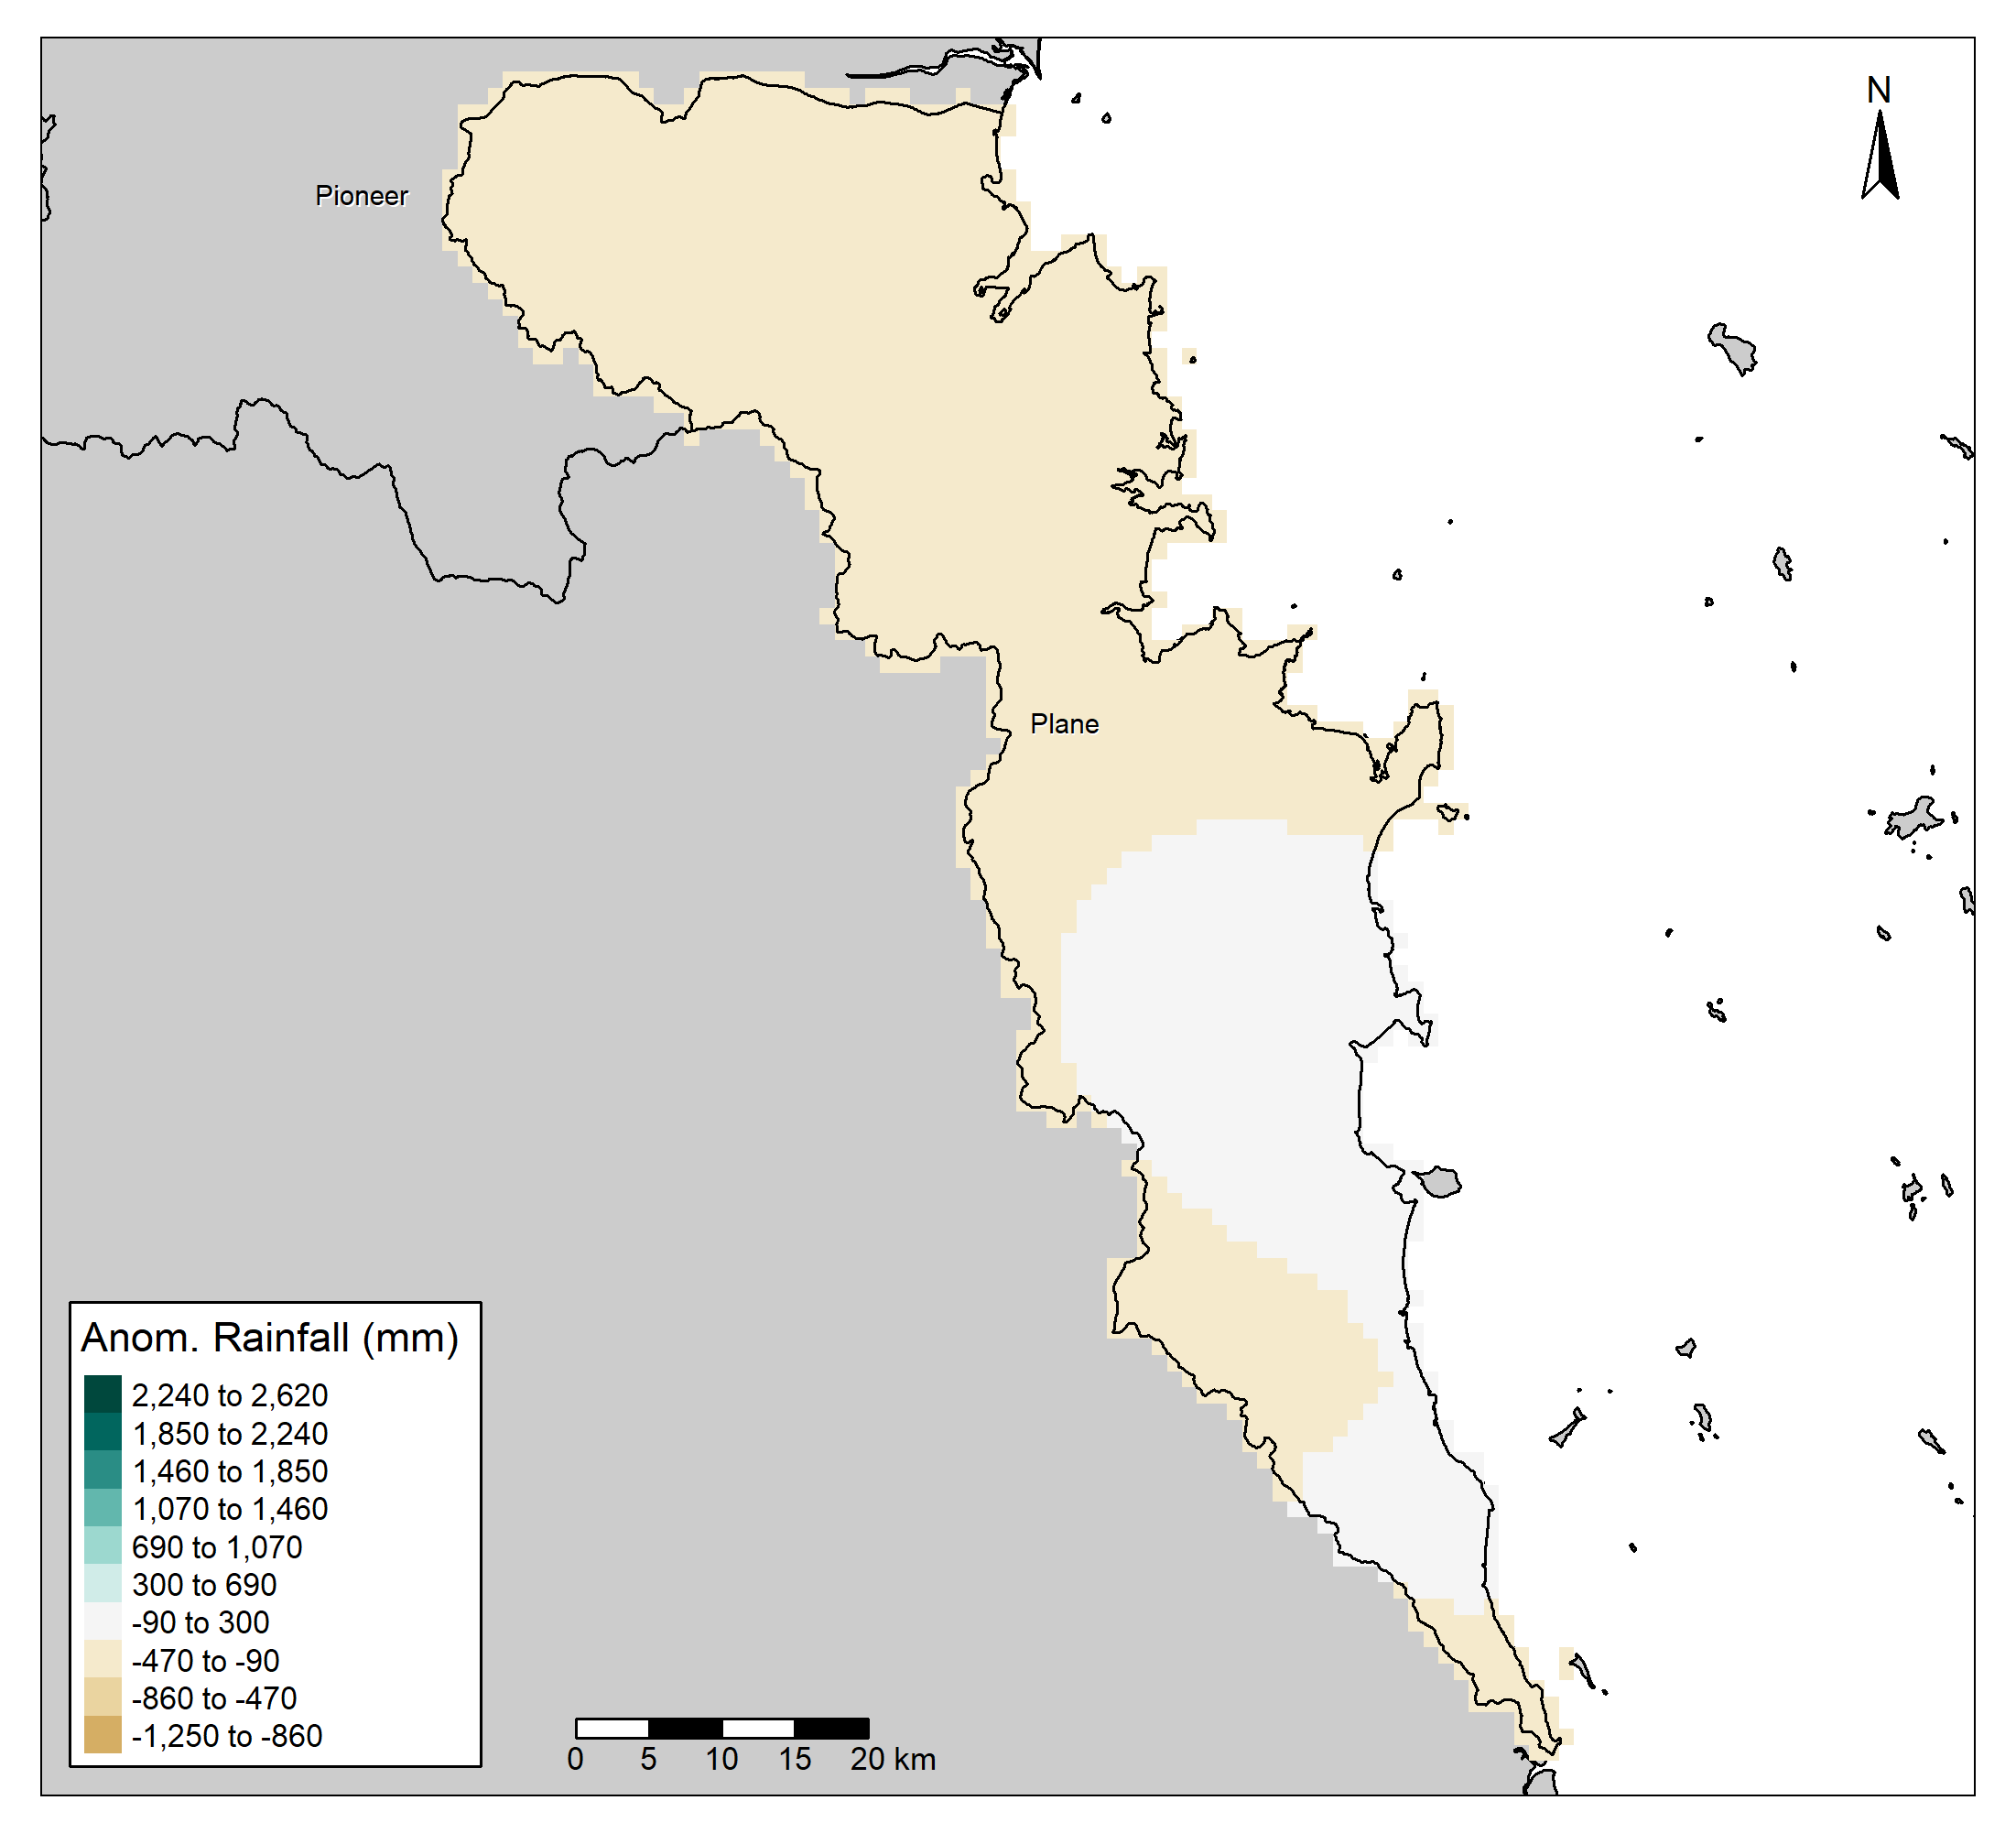 N
Pioneer
Plane
Anom. Rainfall (mm)
2,240 to 2,620
1,850 to 2,240
1,460 to 1,850
1,070 to 1,460
690 to 1,070
300 to 690
-90 to 300
-470 to -90
-860 to -470
-1,250 to -860
0 5 10 15 20 km